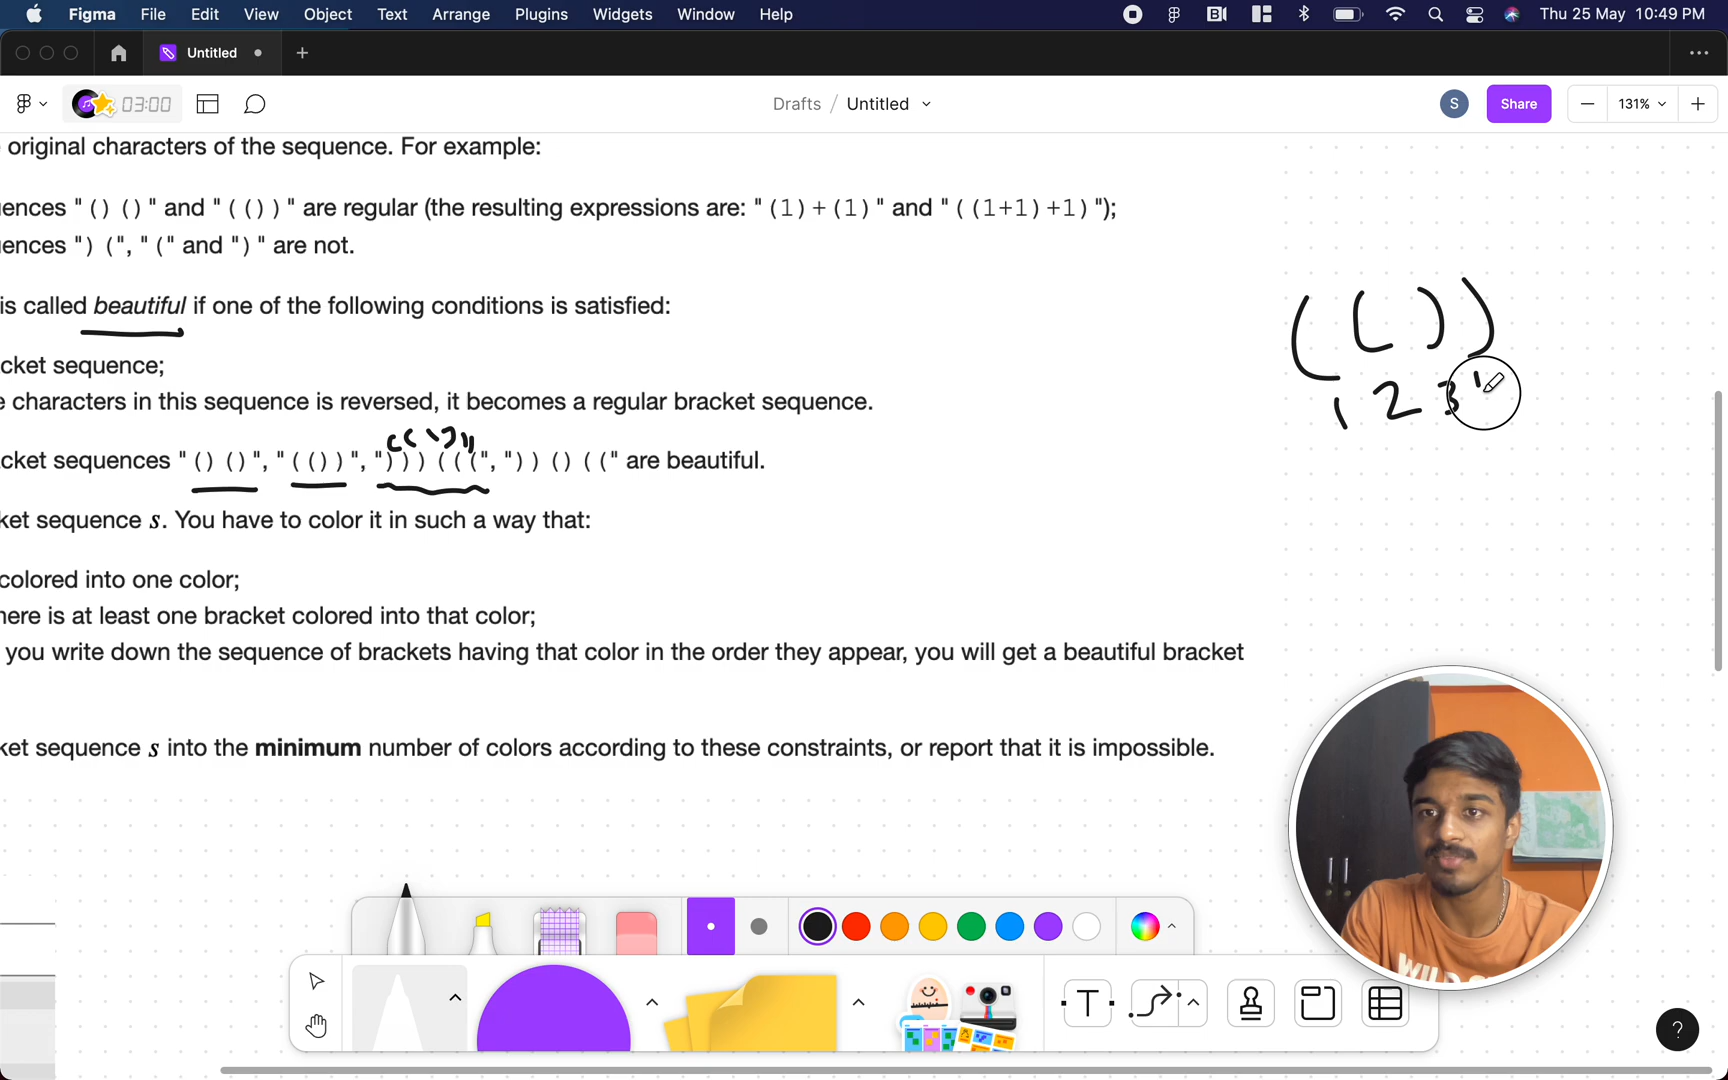 Figma File Edit View Object Text Arrange Plugins Widgets Window Help Thu 25 May 10:49 PM
Untitled
03:00 Drafts / Untitled S Share 131%
original characters of the sequence. For example:
ences "()()" and "(())" are regular (the resulting expressions are: "(1)+(1)" and "((1+1)+1)");
ences ")(", "(" and ")" are not.
(())
is called beautiful if one of the following conditions is satisfied:
cket sequence;
1 2 3
e characters in this sequence is reversed, it becomes a regular bracket sequence.
cket sequences "()()", "(())", ")))(((", "))()((" are beautiful.
ket sequence s. You have to color it in such a way that:
colored into one color;
here is at least one bracket colored into that color;
you write down the sequence of brackets having that color in the order they appear, you will get a beautiful bracket
ket sequence s into the minimum number of colors according to these constraints, or report that it is impossible.
T
?